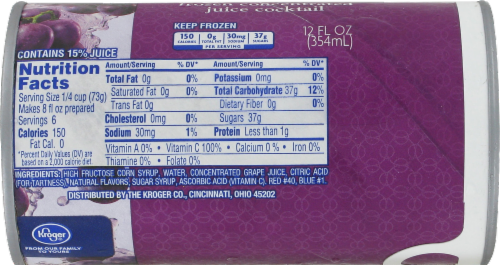 frozen concentrated
juice cocktail
KEEP FROZEN
150 CALORIES 0g TOTAL FAT 30mg SODIUM 37g SUGARS
PER SERVING
12 FL OZ
(354mL)
CONTAINS 15% JUICE
Nutrition
Facts
Serving Size 1/4 cup (73g)
Makes 8 fl oz prepared
Servings 6
Calories 150
Fat Cal. 0
*Percent Daily Values (DV) are
based on a 2,000 calorie diet.
Amount/Serving % DV*
Total Fat 0g 0%
Saturated Fat 0g 0%
Trans Fat 0g
Cholesterol 0mg 0%
Sodium 30mg 1%
Amount/Serving % DV*
Potassium 0mg 0%
Total Carbohydrate 37g 12%
Dietary Fiber 0g 0%
Sugars 37g
Protein Less than 1g
Vitamin A 0% • Vitamin C 100% • Calcium 0% • Iron 0%
Thiamine 0% • Folate 0%
INGREDIENTS: HIGH FRUCTOSE CORN SYRUP, WATER, CONCENTRATED GRAPE JUICE, CITRIC ACID
(FOR TARTNESS), NATURAL FLAVORS, SUGAR SYRUP, ASCORBIC ACID (VITAMIN C), RED #40, BLUE #1.
DISTRIBUTED BY THE KROGER CO., CINCINNATI, OHIO 45202
Kroger
FROM OUR FAMILY
TO YOURS